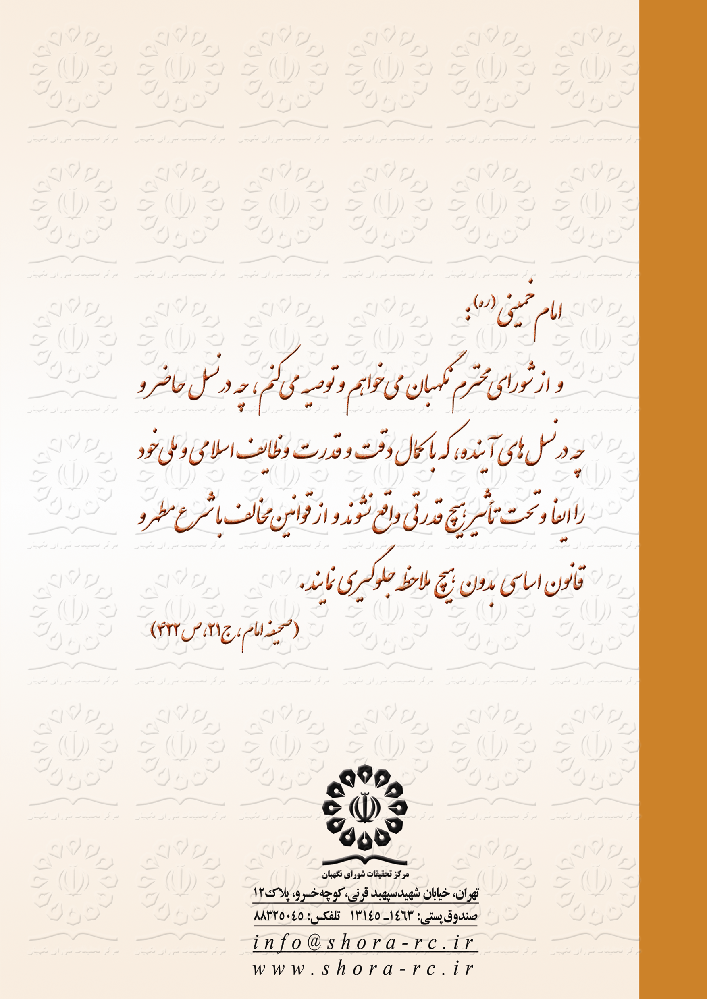 امام خمینی (ره):
و از شورای محترم نگهبان می‌خواهم و توصیه می‌کنم، چه در نسل حاضر و
چه در نسل‌های آینده، که با کمال دقت و قدرت وظایف اسلامی و ملی خود
را ایفا و تحت تأثیر هیچ قدرتی واقع نشوند و از قوانین مخالف با شرع مطهر و
قانون اساسی بدون هیچ ملاحظه جلوگیری نمایند.
(صحیفه امام، ج۲۱، ص۴۲۲)
مرکز تحقیقات شورای نگهبان
تهران، خیابان شهید سپهبد قرنی، کوچه خسرو، پلاک۱۲
صندوق پستی: ۱۴۶۳ـ ۱۳۱۴۵ تلفکس: ۸۸۳۲۵۰۴۵
info@shora-rc.ir
www.shora-rc.ir